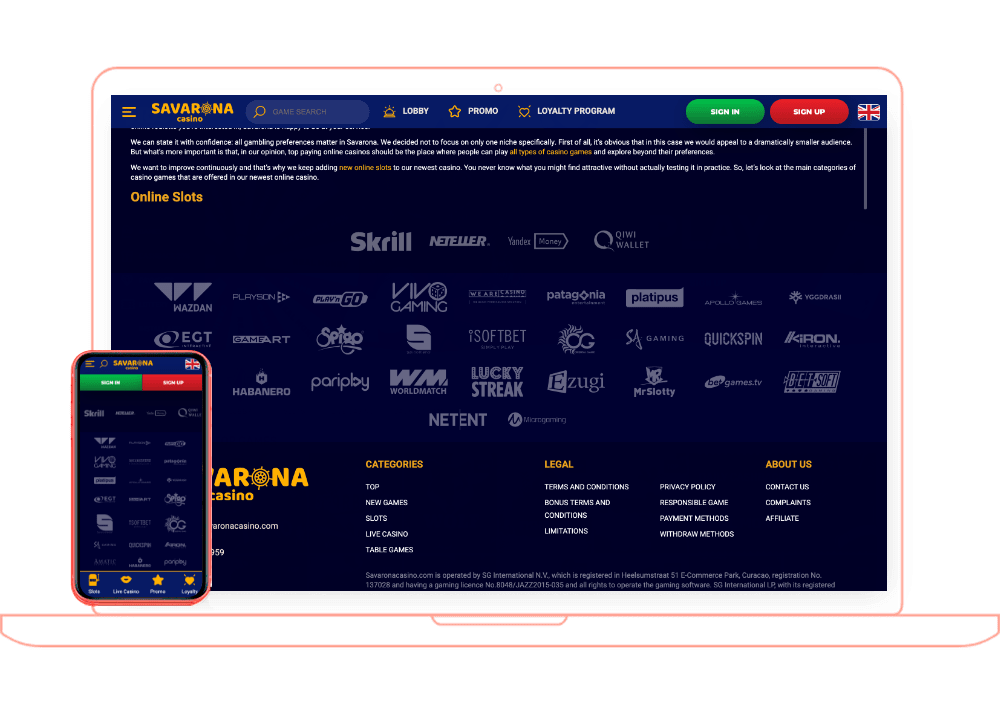 SAVARONA
casino
GAME SEARCH
LOBBY
PROMO
LOYALTY PROGRAM
SIGN IN
SIGN UP
We can state it with confidence: all gambling preferences matter in Savarona. We decided not to focus on only one niche specifically. First of all, it's obvious that in this case we would appeal to a dramatically smaller audience.
But what's more important is that, in our opinion, top paying online casinos should be the place where people can play all types of casino games and explore beyond their preferences.
We want to improve continuously and that's why we keep adding new online slots to our newest casino. You never know what you might find attractive without actually testing it in practice. So, let's look at the main categories of
casino games that are offered in our newest online casino.
Online Slots
Skrill
NETELLER
Yandex Money
QIWI
WALLET
WAZDAN
PLAYSON
PLAY'n GO
VIVO
GAMING
WE ARE CASINO
patagonia
platipus
APOLLO GAMES
YGGDRASIL
EGT
interactive
GAMEART
Spigo
iSOFTBET
OG
SA GAMING
QUICKSPIN
KIRON
HABANERO
pariplay
WM
WORLDMATCH
LUCKY
STREAK
Ezugi
MrSlotty
betgames.tv
BETSOFT
GAMING
NETENT
Microgaming
VARONA
casino
varonacasino.com
959
CATEGORIES
TOP
NEW GAMES
SLOTS
LIVE CASINO
TABLE GAMES
LEGAL
TERMS AND CONDITIONS
BONUS TERMS AND
CONDITIONS
LIMITATIONS
PRIVACY POLICY
RESPONSIBLE GAME
PAYMENT METHODS
WITHDRAW METHODS
ABOUT US
CONTACT US
COMPLAINTS
AFFILIATE
Savaronacasino.com is operated by SG International N.V., which is registered in Heelsumstraat 51 E-Commerce Park, Curacao, registration No.
137028 and having a gaming licence No.8048/JAZZ2015-035 and all rights to operate the gaming software. SG International LP, with its registered
SAVARONA
casino
SIGN IN
SIGN UP
Skrill
NETELLER
QIWI
WALLET
WAZDAN
PLAYSON
PLAY'n GO
VIVO
GAMING
patagonia
platipus
EGT
GAMEART
Spigo
iSOFTBET
OG
SA GAMING
QUICKSPIN
KIRON
HABANERO
pariplay
Slots
Live Casino
Promo
Loyalty